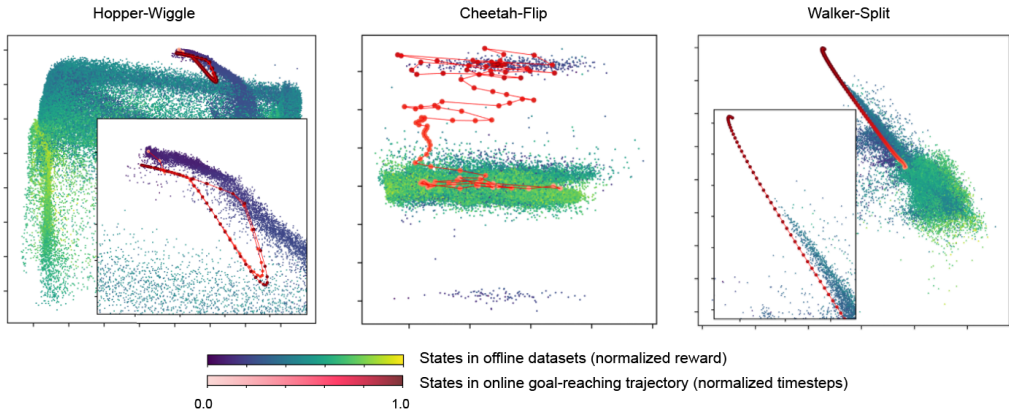 Hopper-Wiggle
Cheetah-Flip
Walker-Split
States in offline datasets (normalized reward)
States in online goal-reaching trajectory (normalized timesteps)
0.0
1.0